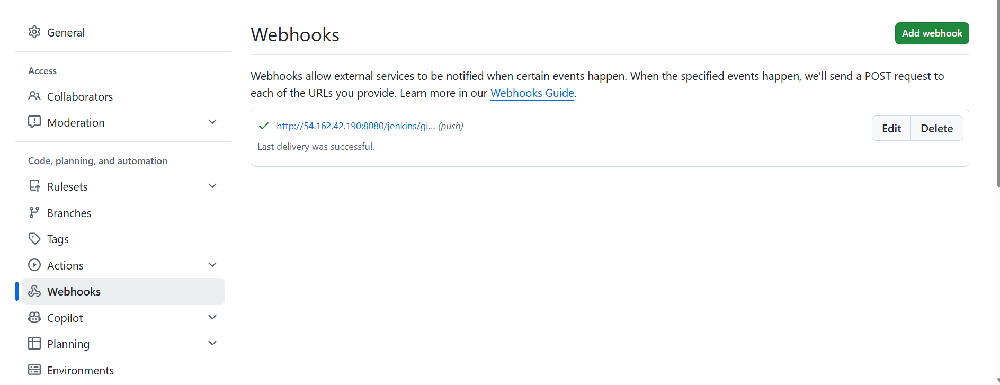 General
Access
Collaborators
Moderation
Code, planning, and automation
Rulesets
Branches
Tags
Actions
Webhooks
Copilot
Planning
Environments
Webhooks
Add webhook
Webhooks allow external services to be notified when certain events happen. When the specified events happen, we'll send a POST request to
each of the URLs you provide. Learn more in our Webhooks Guide.
http://54.162.42.190:8080/jenkins/gi... (push)
Edit
Delete
Last delivery was successful.